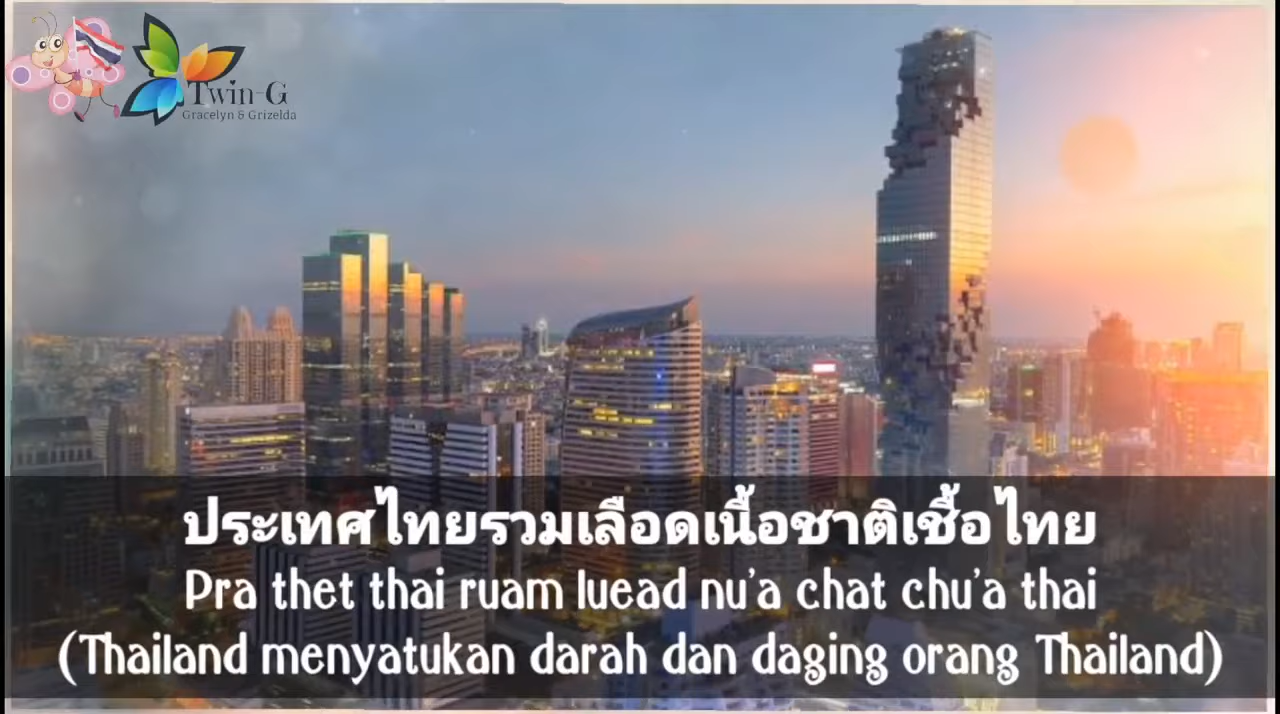 Twin-G
Gracelyn & Grizelda
ประเทศไทยรวมเลือดเนื้อชาติเชื้อไทย
Pra thet thai ruam luead nu'a chat chu'a thai
(Thailand menyatukan darah dan daging orang Thailand)